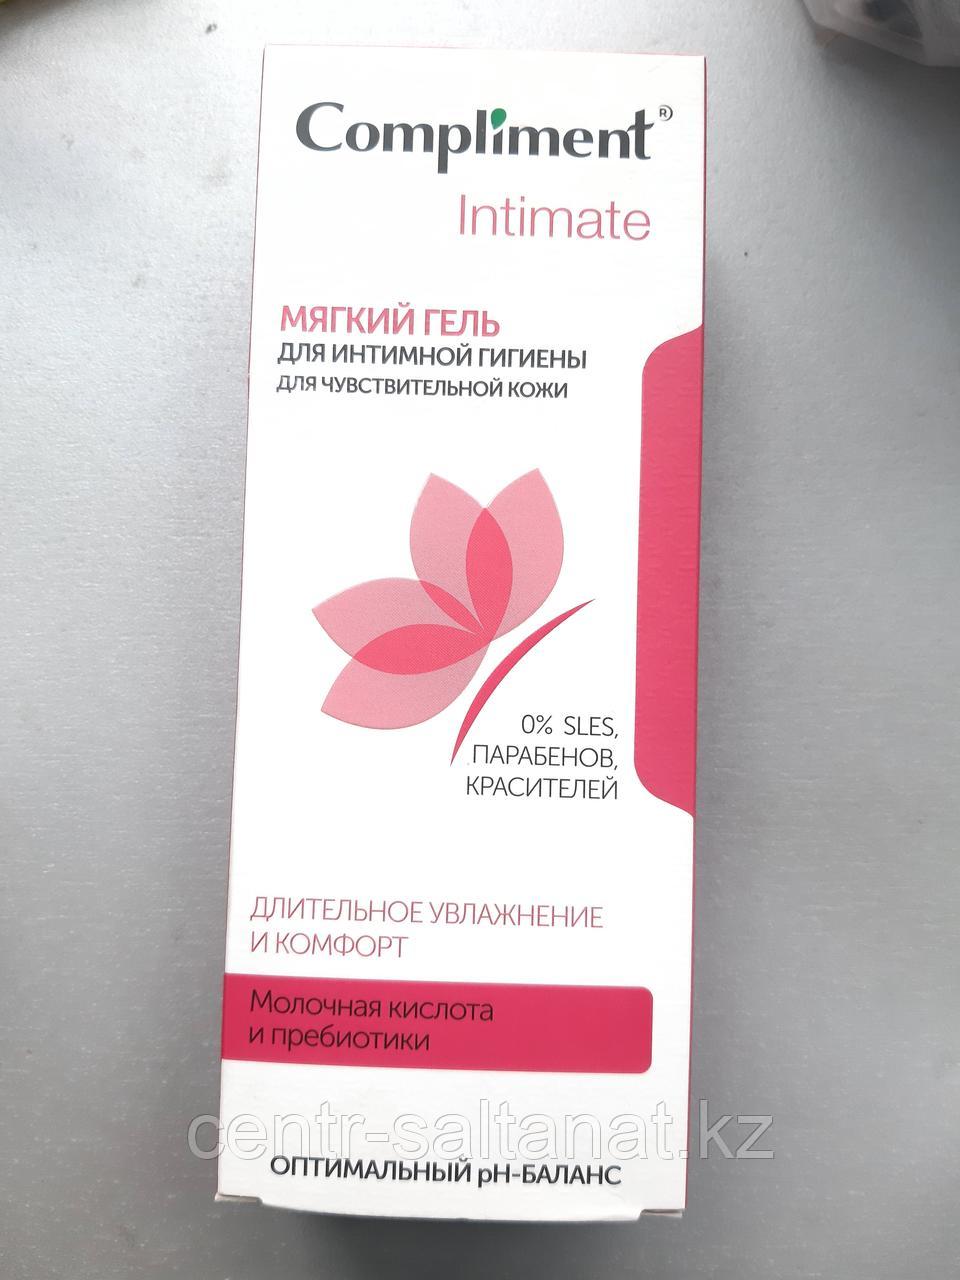 Compliment®
Intimate
МЯГКИЙ ГЕЛЬ
ДЛЯ ИНТИМНОЙ ГИГИЕНЫ
ДЛЯ ЧУВСТВИТЕЛЬНОЙ КОЖИ
0% SLES,
ПАРАБЕНОВ,
КРАСИТЕЛЕЙ
ДЛИТЕЛЬНОЕ УВЛАЖНЕНИЕ
И КОМФОРТ
Молочная кислота
и пребиотики
centr-saltanat.kz
ОПТИМАЛЬНЫЙ pH-БАЛАНС